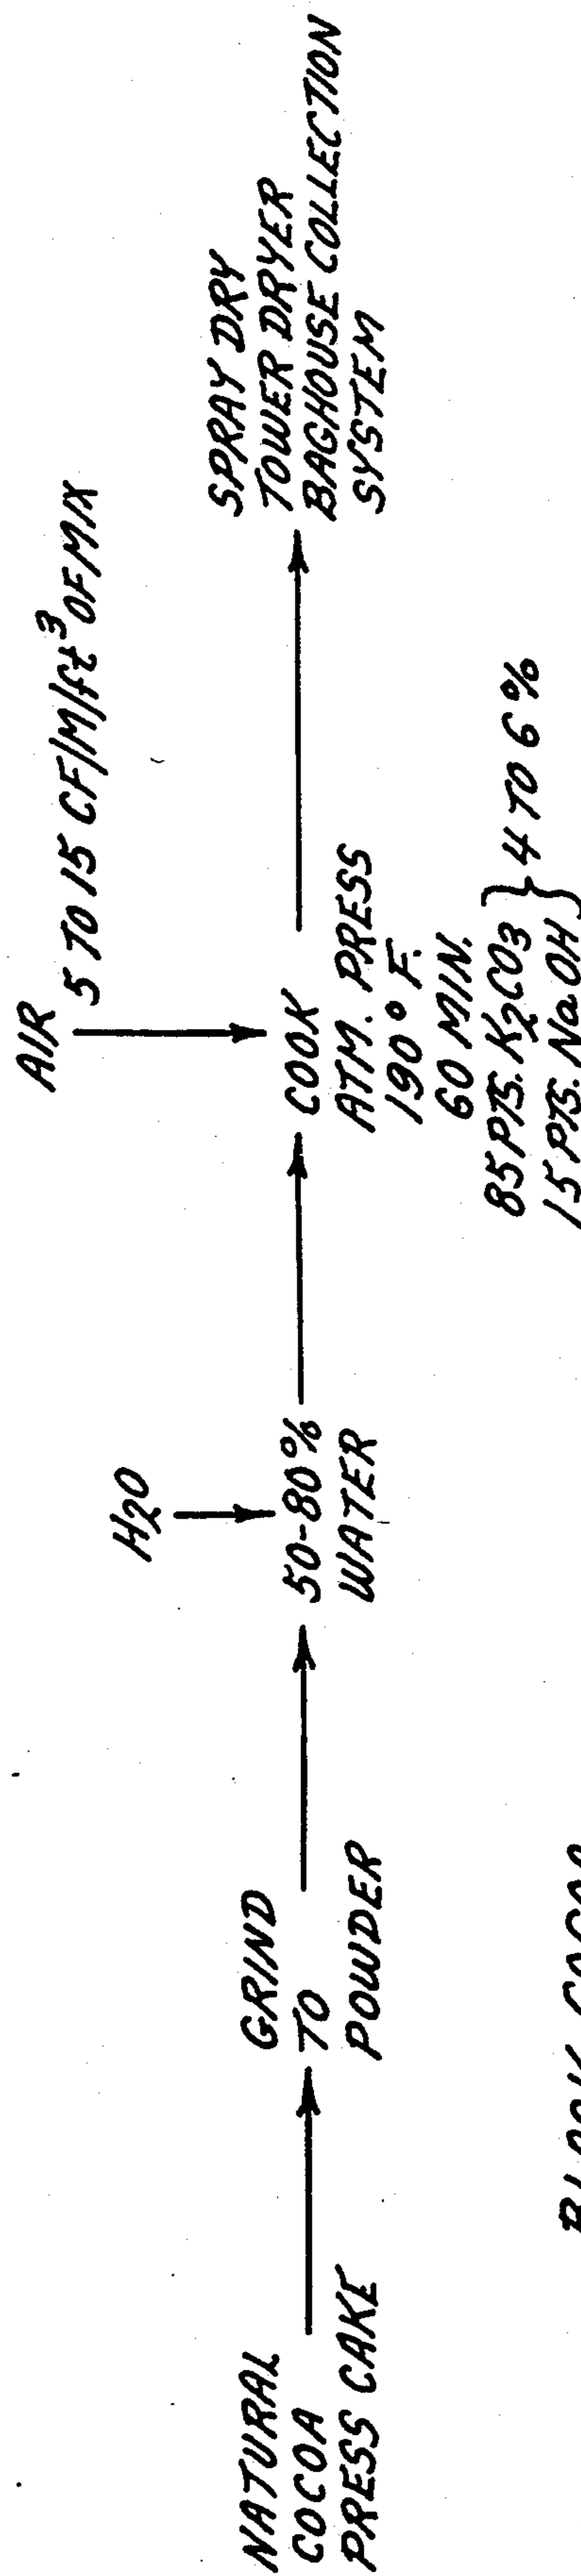 NATURAL
COCOA
PRESS CAKE
GRIND
TO
POWDER
H2O
50-80%
WATER
AIR
5 TO 15 CF/M/ft3 OF MIX
COOK
ATM. PRESS
190° F.
60 MIN.
85 PTS. K2CO3 } 4 TO 6%
15 PTS. NaOH
SPRAY DRY
TOWER DRYER
BAGHOUSE COLLECTION
SYSTEM
BLACK COCOA